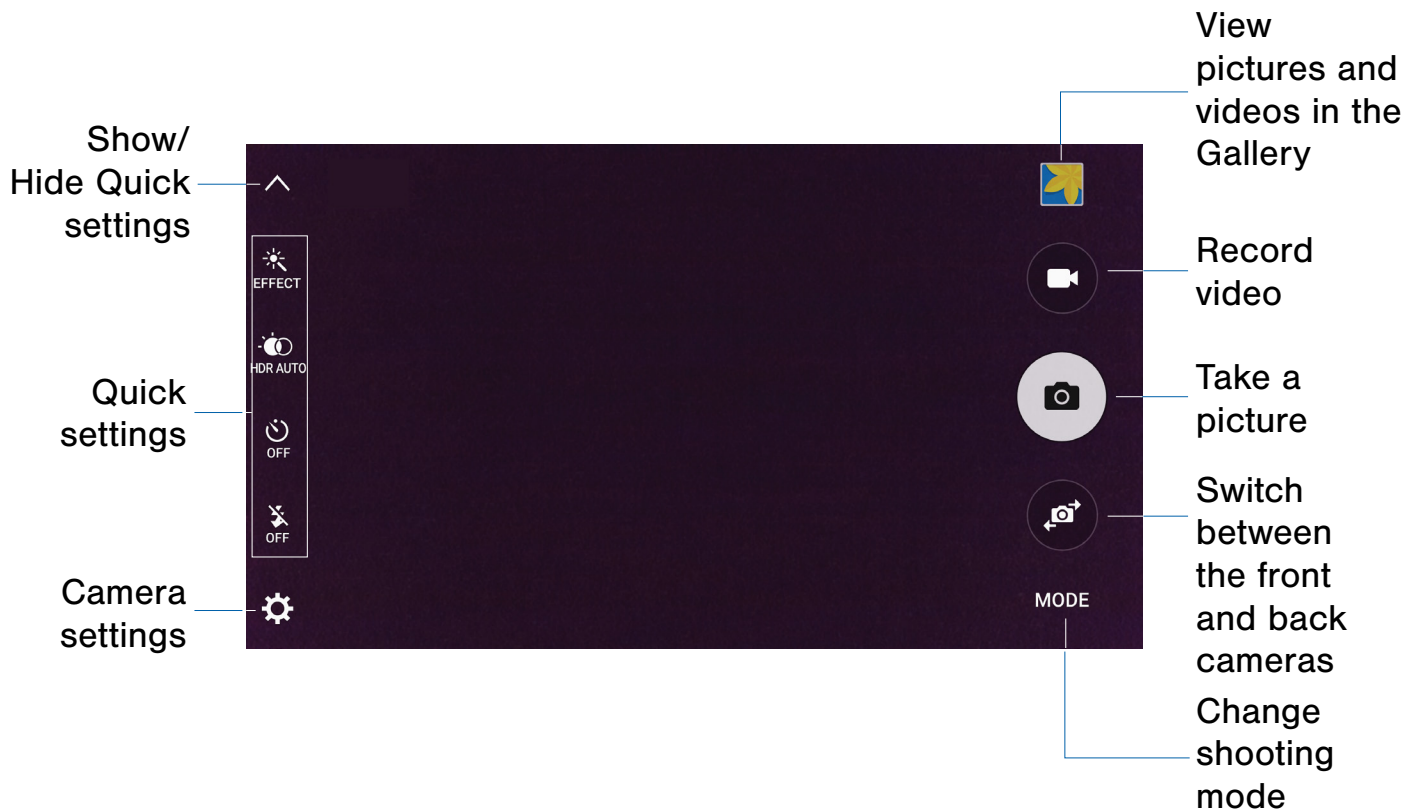 Show/
Hide Quick
settings
Quick
settings
Camera
settings
EFFECT
HDR AUTO
OFF
OFF
MODE
View
pictures and
videos in the
Gallery
Record
video
Take a
picture
Switch
between
the front
and back
cameras
Change
shooting
mode